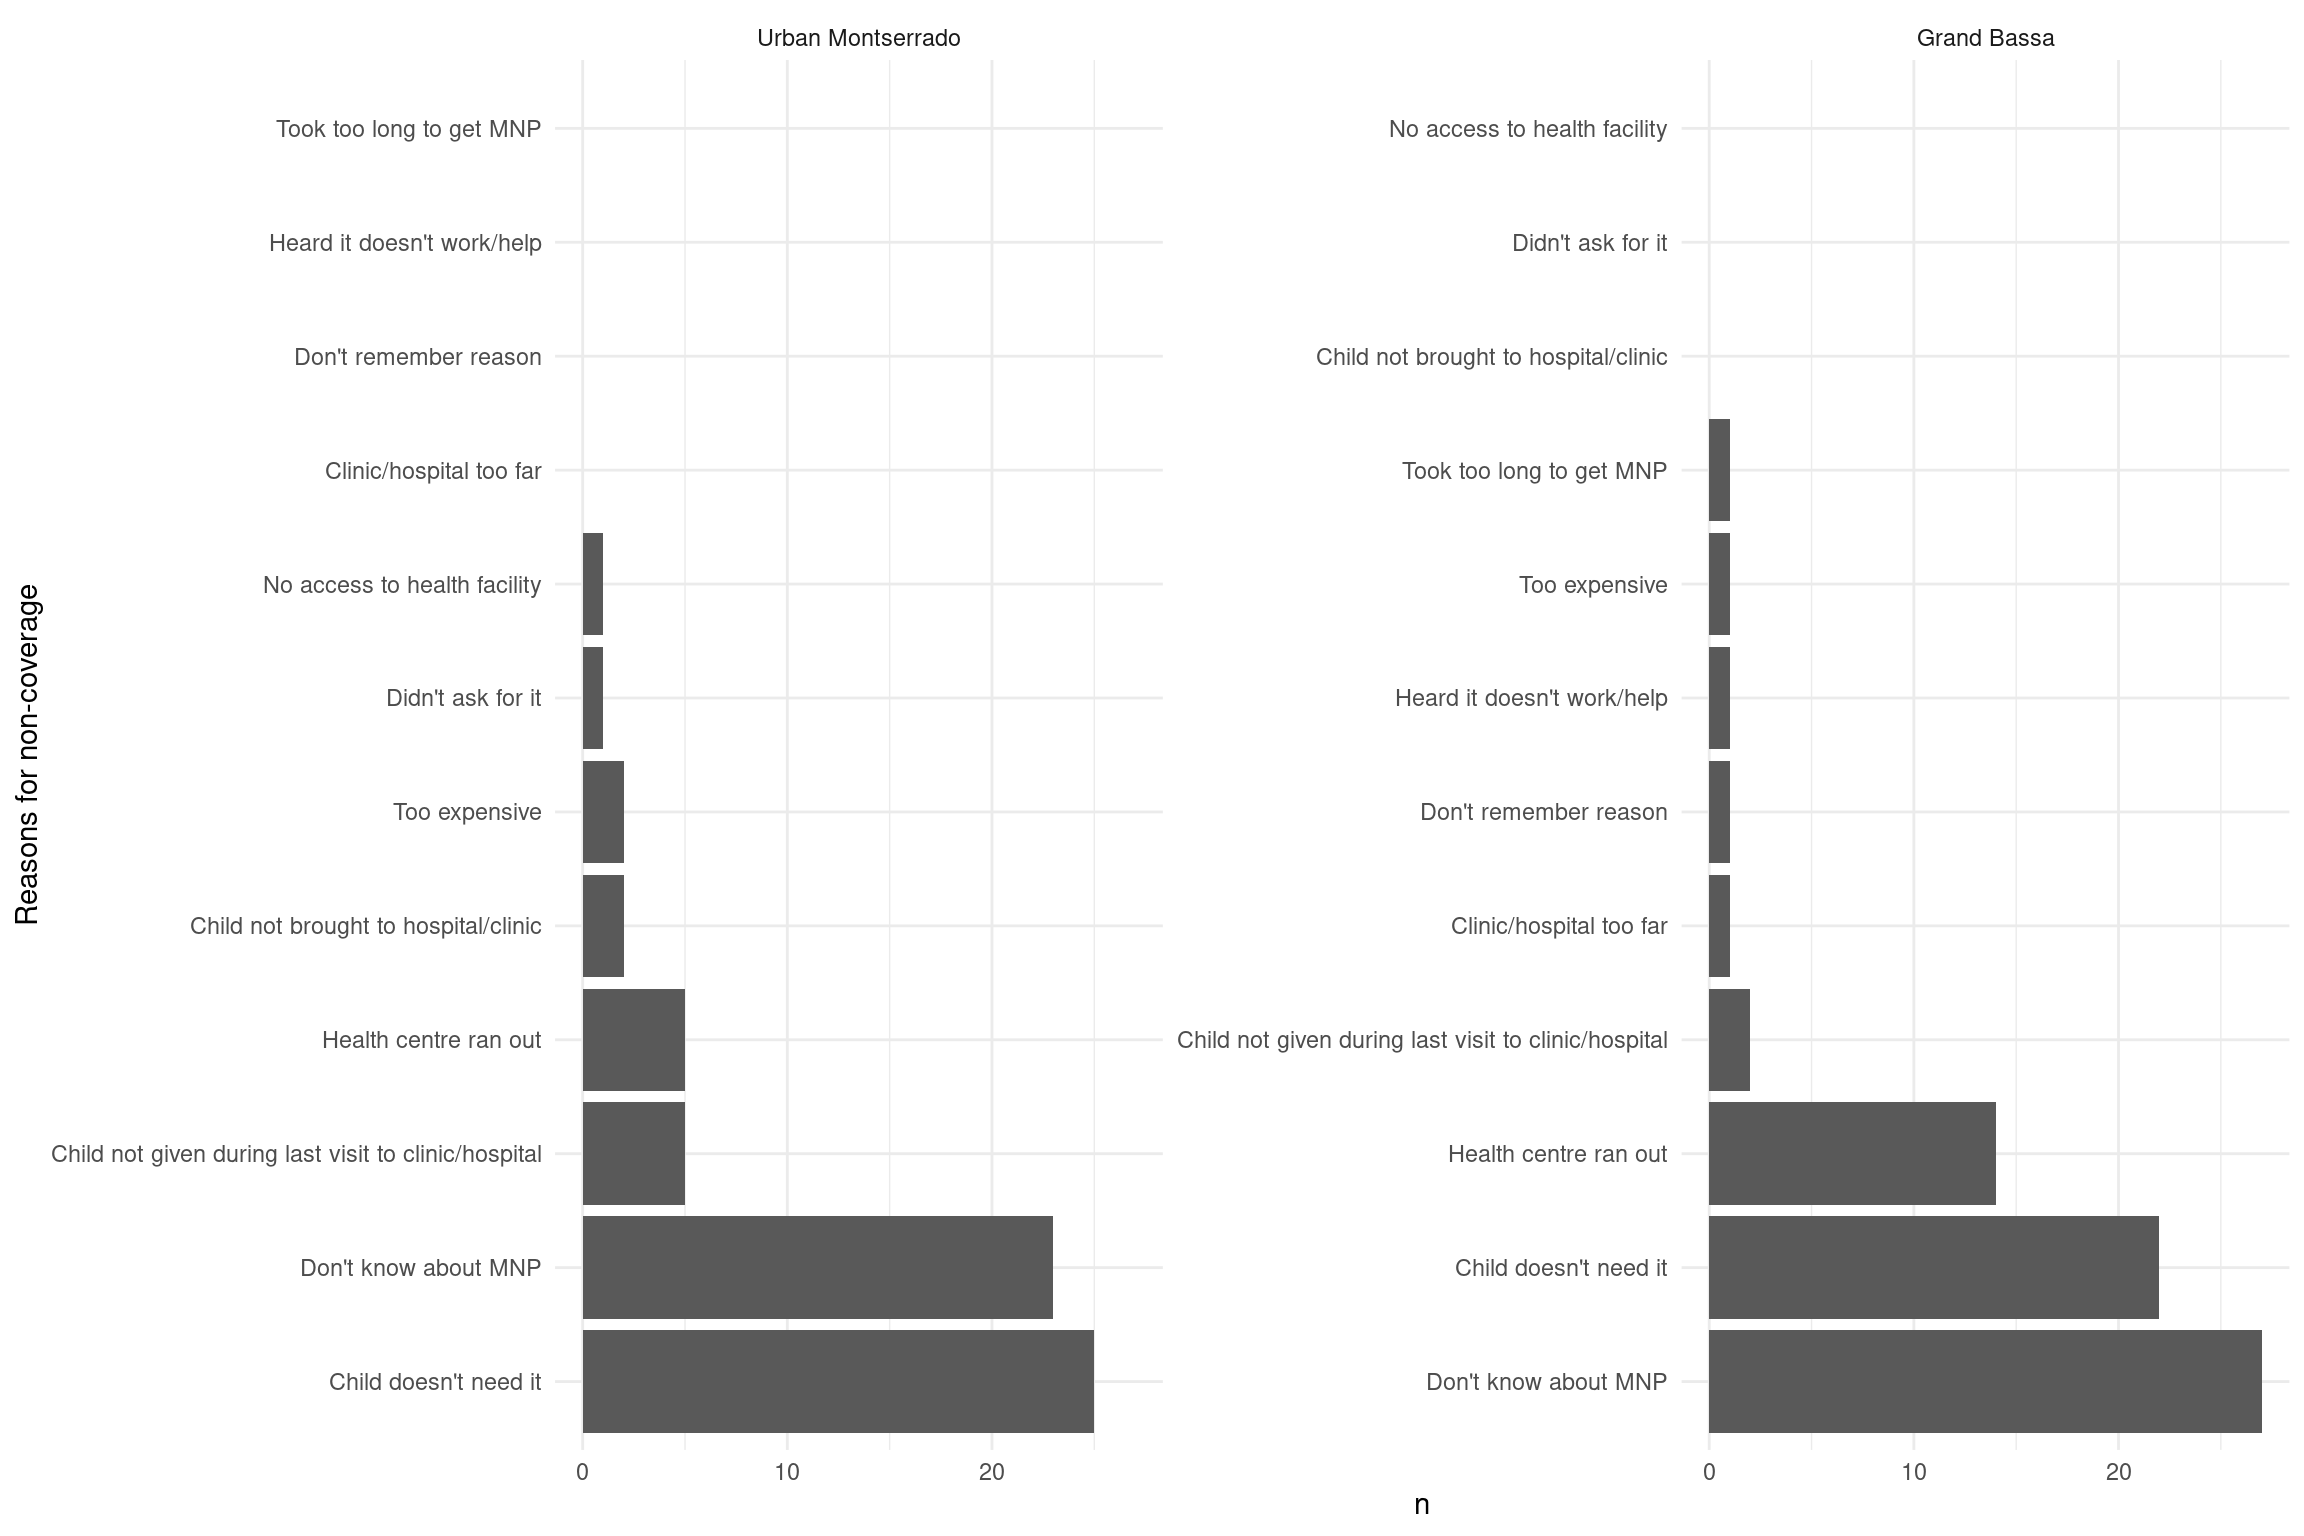 Urban Montserrado
Took too long to get MNP
Heard it doesn't work/help
Don't remember reason
Clinic/hospital too far
No access to health facility
Didn't ask for it
Too expensive
Child not brought to hospital/clinic
Health centre ran out
Child not given during last visit to clinic/hospital
Don't know about MNP
Child doesn't need it
0 10 20
Grand Bassa
No access to health facility
Didn't ask for it
Child not brought to hospital/clinic
Took too long to get MNP
Too expensive
Heard it doesn't work/help
Don't remember reason
Clinic/hospital too far
Child not given during last visit to clinic/hospital
Health centre ran out
Child doesn't need it
Don't know about MNP
0 10 20
n
Reasons for non-coverage